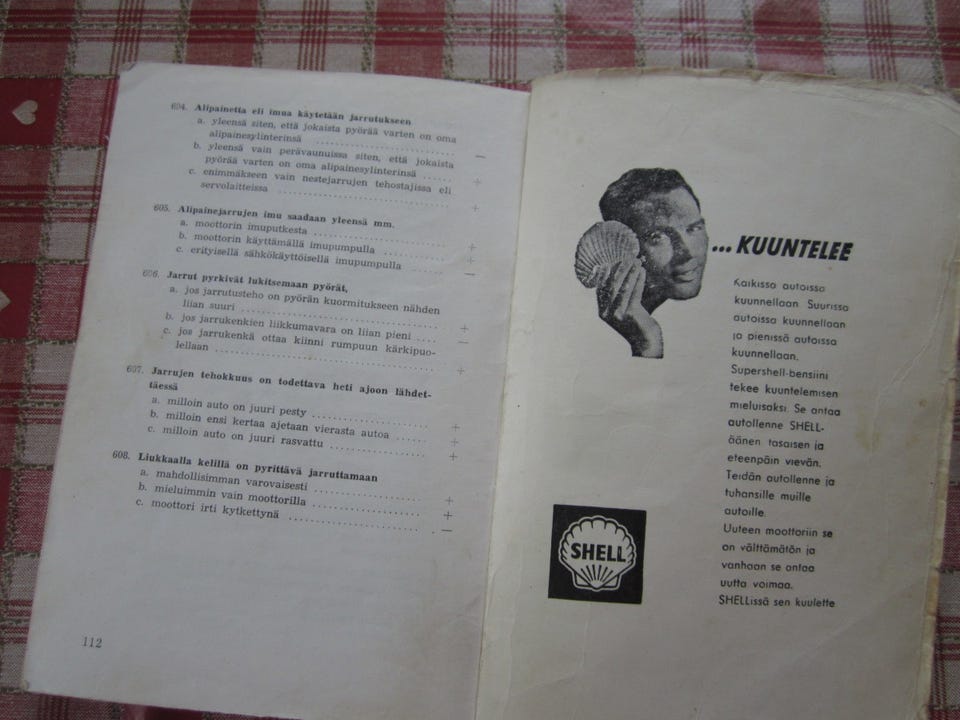 694. Alipainetta eli imua käytetään jarrutukseen
a. yleensä siten, että jokaista pyörää varten on oma
alipainesylinterinsä .......................... —
b. yleensä vain perävaunuissa siten, että jokaista
pyörää varten on oma alipainesylinterinsä ...... +
c. enimmäkseen vain nestejarrujen tehostajissa eli
servolaitteissa ................................ +
605. Alipainejarrujen imu saadaan yleensä mm.
a. moottorin imuputkesta ........................ +
b. moottorin käyttämällä imupumpulla ............ +
c. erityisellä sähkökäyttöisellä imupumpulla ...... —
606. Jarrut pyrkivät lukitsemaan pyörät,
a. jos jarrutusteho on pyörän kuormitukseen nähden
liian suuri .................................... +
b. jos jarrukenkien liikkumavara on liian pieni .... —
c. jos jarrukenkä ottaa kiinni rumpuun kärkipuo-
lellaan ........................................ +
607. Jarrujen tehokkuus on todettava heti ajoon lähdet-
täessä
a. milloin auto on juuri pesty .................... +
b. milloin ensi kertaa ajetaan vierasta autoa ...... +
c. milloin auto on juuri rasvattu ................ +
608. Liukkaalla kelillä on pyrittävä jarruttamaan
a. mahdollisimman varovaisesti .................. +
b. mieluimmin vain moottorilla .................. +
c. moottori irti kytkettynä ...................... —
112
... KUUNTELEE
Kaikissa autoissa
kuunnellaan Suurissa
autoissa kuunnellaan
ja pienissä autoissa
kuunnellaan.
Supershell-bensiini
tekee kuuntelemisen
mieluisaksi. Se antaa
autollenne SHELL-
äänen tasaisen ja
eteenpäin vievän.
Teidän autollenne ja
tuhansille muille
autoille.
Uuteen moottoriin se
on välttämätön ja
vanhaan se antaa
uutta voimaa.
SHELLissä sen kuulette
SHELL